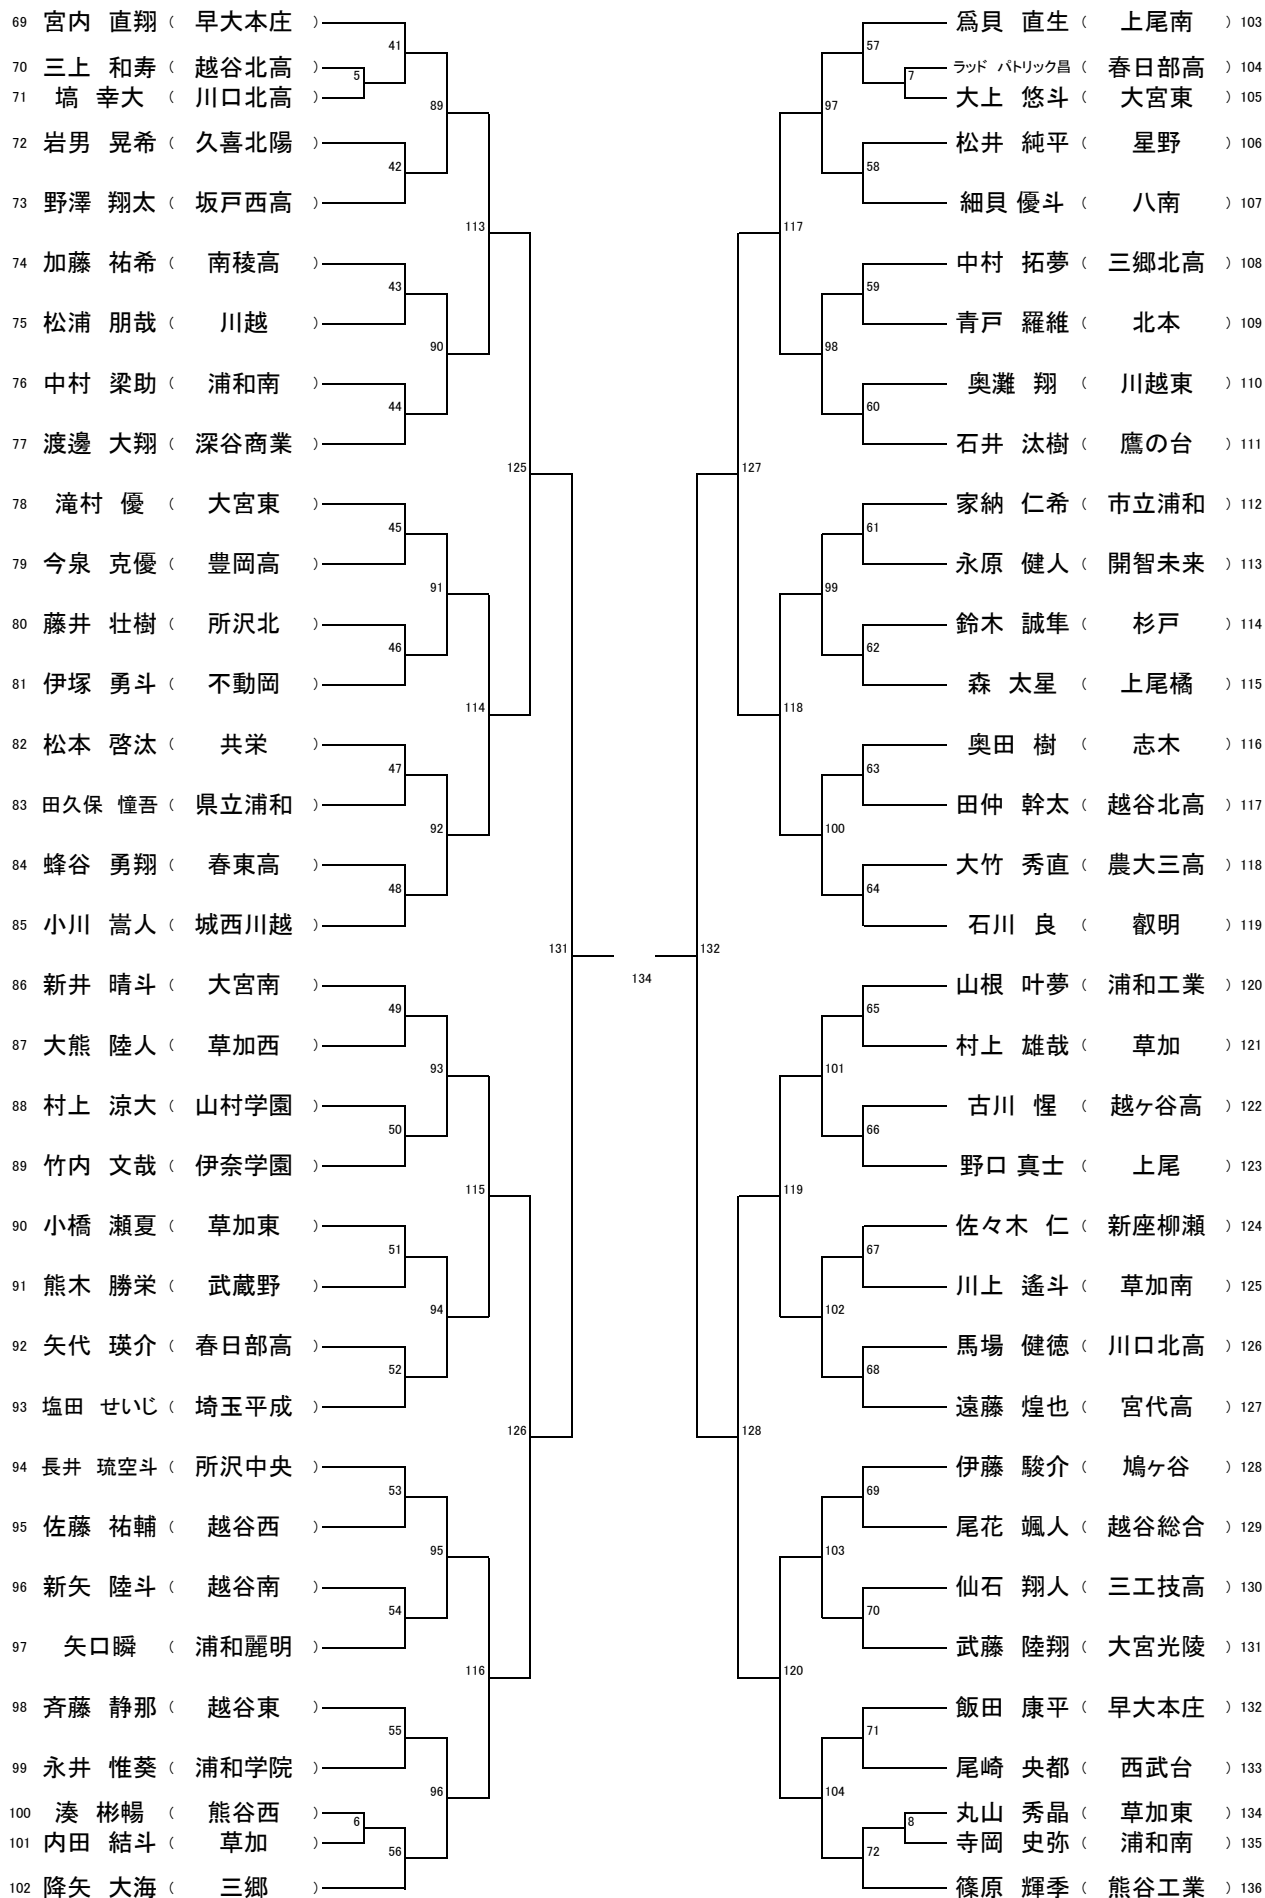 69 宮内 直翔 ( 早大本庄 )
41
70 三上 和寿 ( 越谷北高 )
5
71 塙 幸大 ( 川口北高 )
89
72 岩男 晃希 ( 久喜北陽 )
42
73 野澤 翔太 ( 坂戸西高 )
113
74 加藤 祐希 ( 南稜高 )
43
75 松浦 朋哉 ( 川越 )
90
76 中村 梁助 ( 浦和南 )
44
77 渡邊 大翔 ( 深谷商業 )
125
78 滝村 優 ( 大宮東 )
45
79 今泉 克優 ( 豊岡高 )
91
80 藤井 壮樹 ( 所沢北 )
46
81 伊塚 勇斗 ( 不動岡 )
114
82 松本 啓汰 ( 共栄 )
47
83 田久保 憧吾 ( 県立浦和 )
92
84 蜂谷 勇翔 ( 春東高 )
48
85 小川 嵩人 ( 城西川越 )
131
86 新井 晴斗 ( 大宮南 )
49
87 大熊 陸人 ( 草加西 )
93
88 村上 涼大 ( 山村学園 )
50
89 竹内 文哉 ( 伊奈学園 )
115
90 小橋 瀬夏 ( 草加東 )
51
91 熊木 勝栄 ( 武蔵野 )
94
92 矢代 瑛介 ( 春日部高 )
52
93 塩田 せいじ ( 埼玉平成 )
126
94 長井 琉空斗 ( 所沢中央 )
53
95 佐藤 祐輔 ( 越谷西 )
95
96 新矢 陸斗 ( 越谷南 )
54
97 矢口瞬 ( 浦和麗明 )
116
98 斉藤 静那 ( 越谷東 )
55
99 永井 惟葵 ( 浦和学院 )
96
100 湊 彬暢 ( 熊谷西 )
6
101 内田 結斗 ( 草加 )
56
102 降矢 大海 ( 三郷 )
134
爲貝 直生 ( 上尾南 ) 103
57
ラッド パトリック昌 ( 春日部高 ) 104
7
大上 悠斗 ( 大宮東 ) 105
97
松井 純平 ( 星野 ) 106
58
細貝 優斗 ( 八南 ) 107
117
中村 拓夢 ( 三郷北高 ) 108
59
青戸 羅維 ( 北本 ) 109
98
奥灘 翔 ( 川越東 ) 110
60
石井 汰樹 ( 鷹の台 ) 111
127
家納 仁希 ( 市立浦和 ) 112
61
永原 健人 ( 開智未来 ) 113
99
鈴木 誠隼 ( 杉戸 ) 114
62
森 太星 ( 上尾橘 ) 115
118
奥田 樹 ( 志木 ) 116
63
田仲 幹太 ( 越谷北高 ) 117
100
大竹 秀直 ( 農大三高 ) 118
64
石川 良 ( 叡明 ) 119
132
山根 叶夢 ( 浦和工業 ) 120
65
村上 雄哉 ( 草加 ) 121
101
古川 惺 ( 越ヶ谷高 ) 122
66
野口 真士 ( 上尾 ) 123
119
佐々木 仁 ( 新座柳瀬 ) 124
67
川上 遙斗 ( 草加南 ) 125
102
馬場 健徳 ( 川口北高 ) 126
68
遠藤 煌也 ( 宮代高 ) 127
128
伊藤 駿介 ( 鳩ヶ谷 ) 128
69
尾花 颯人 ( 越谷総合 ) 129
103
仙石 翔人 ( 三工技高 ) 130
70
武藤 陸翔 ( 大宮光陵 ) 131
120
飯田 康平 ( 早大本庄 ) 132
71
尾崎 央都 ( 西武台 ) 133
104
丸山 秀晶 ( 草加東 ) 134
8
寺岡 史弥 ( 浦和南 ) 135
72
篠原 輝季 ( 熊谷工業 ) 136